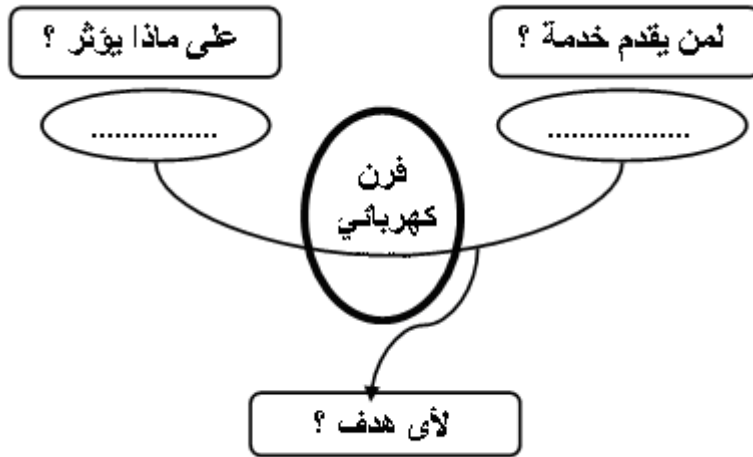 لمن يقدم خدمة ؟
على ماذا يؤثر ؟
.................
................
فرن
كهربائي
لأى هدف ؟